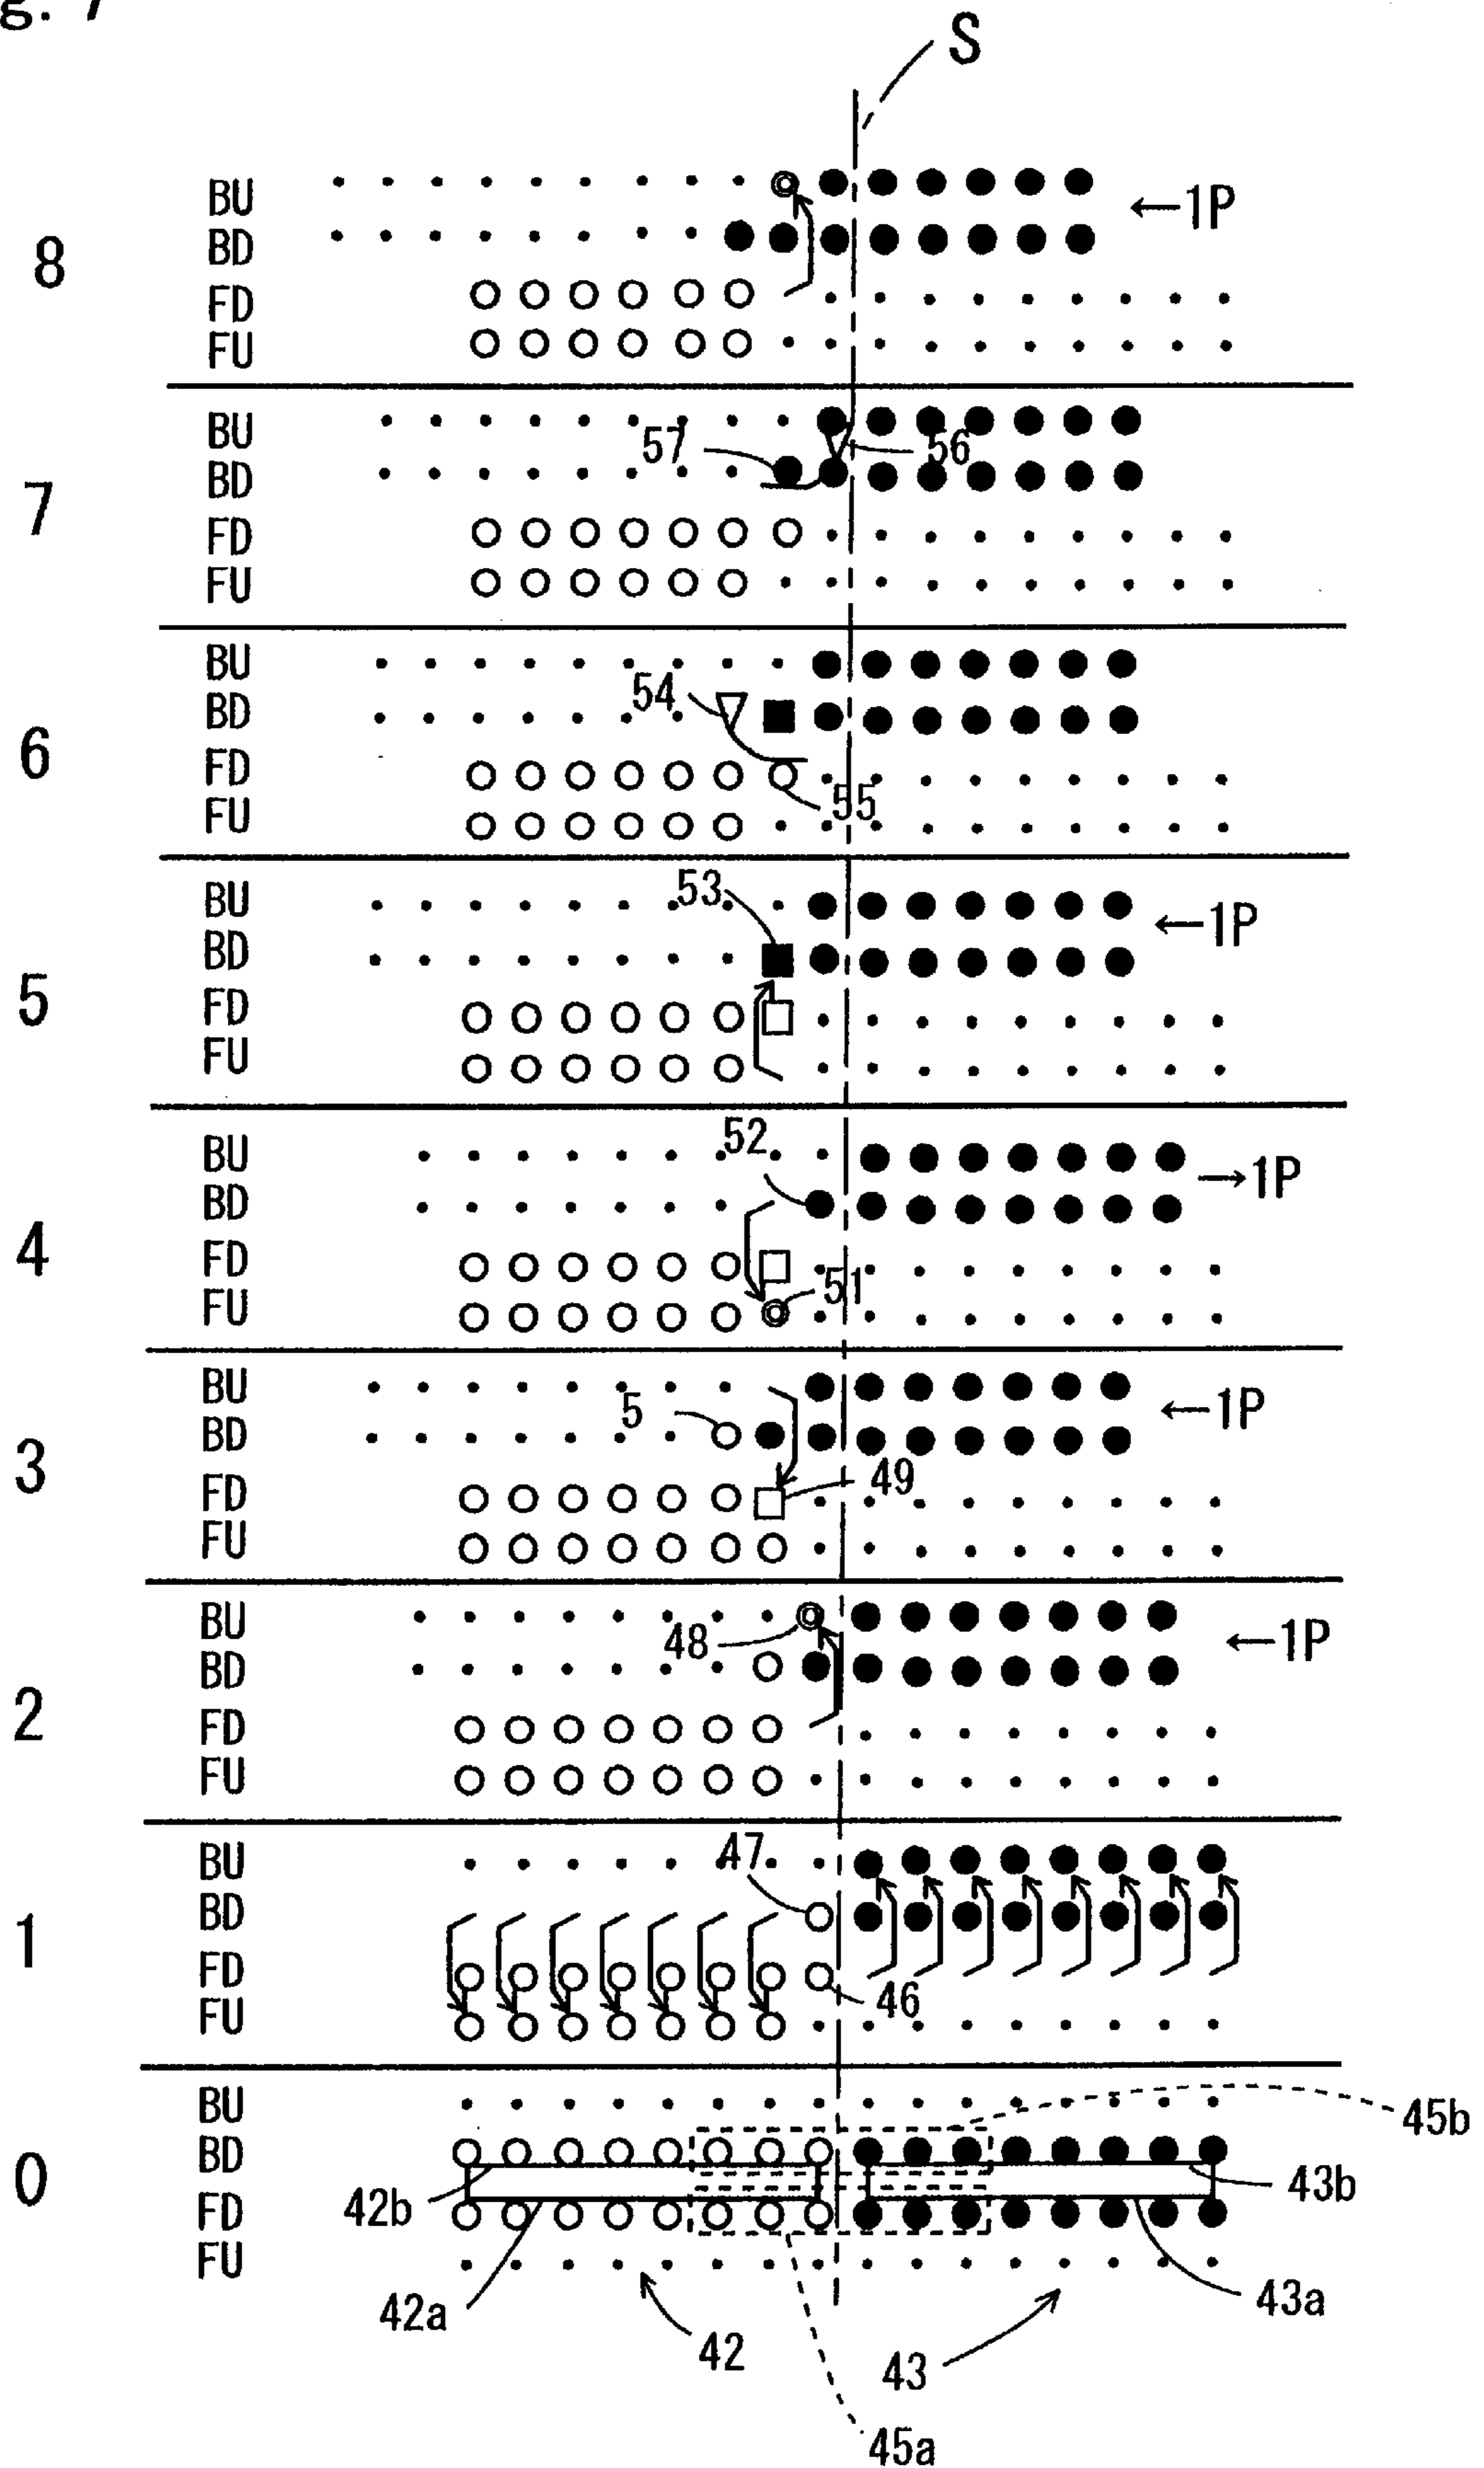 g. 7
S
BU
←1P
8
BD
FD
FU
BU
57
56
7
BD
FD
FU
BU
54
BD
6
FD
55
FU
BU
53
←1P
BD
5
FD
FU
52
BU
→1P
BD
4
FD
51
FU
BU
5
←1P
BD
3
49
FD
FU
BU
48
←1P
BD
2
FD
FU
BU
47
BD
1
FD
46
FU
BU
45b
BD
0
42b
43b
FD
FU
42a
43a
42
43
45a